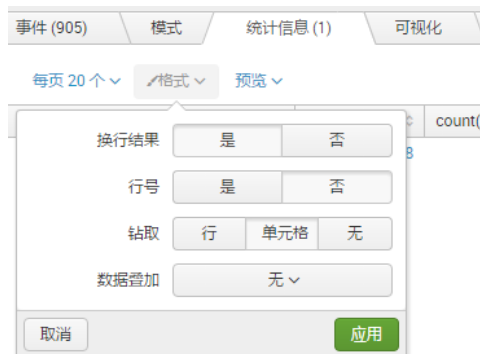 事件 (905) 模式 统计信息 (1) 可视化
每页 20 个 格式 预览
count(
8
换行结果 是 否
行号 是 否
钻取 行 单元格 无
数据叠加 无
取消 应用